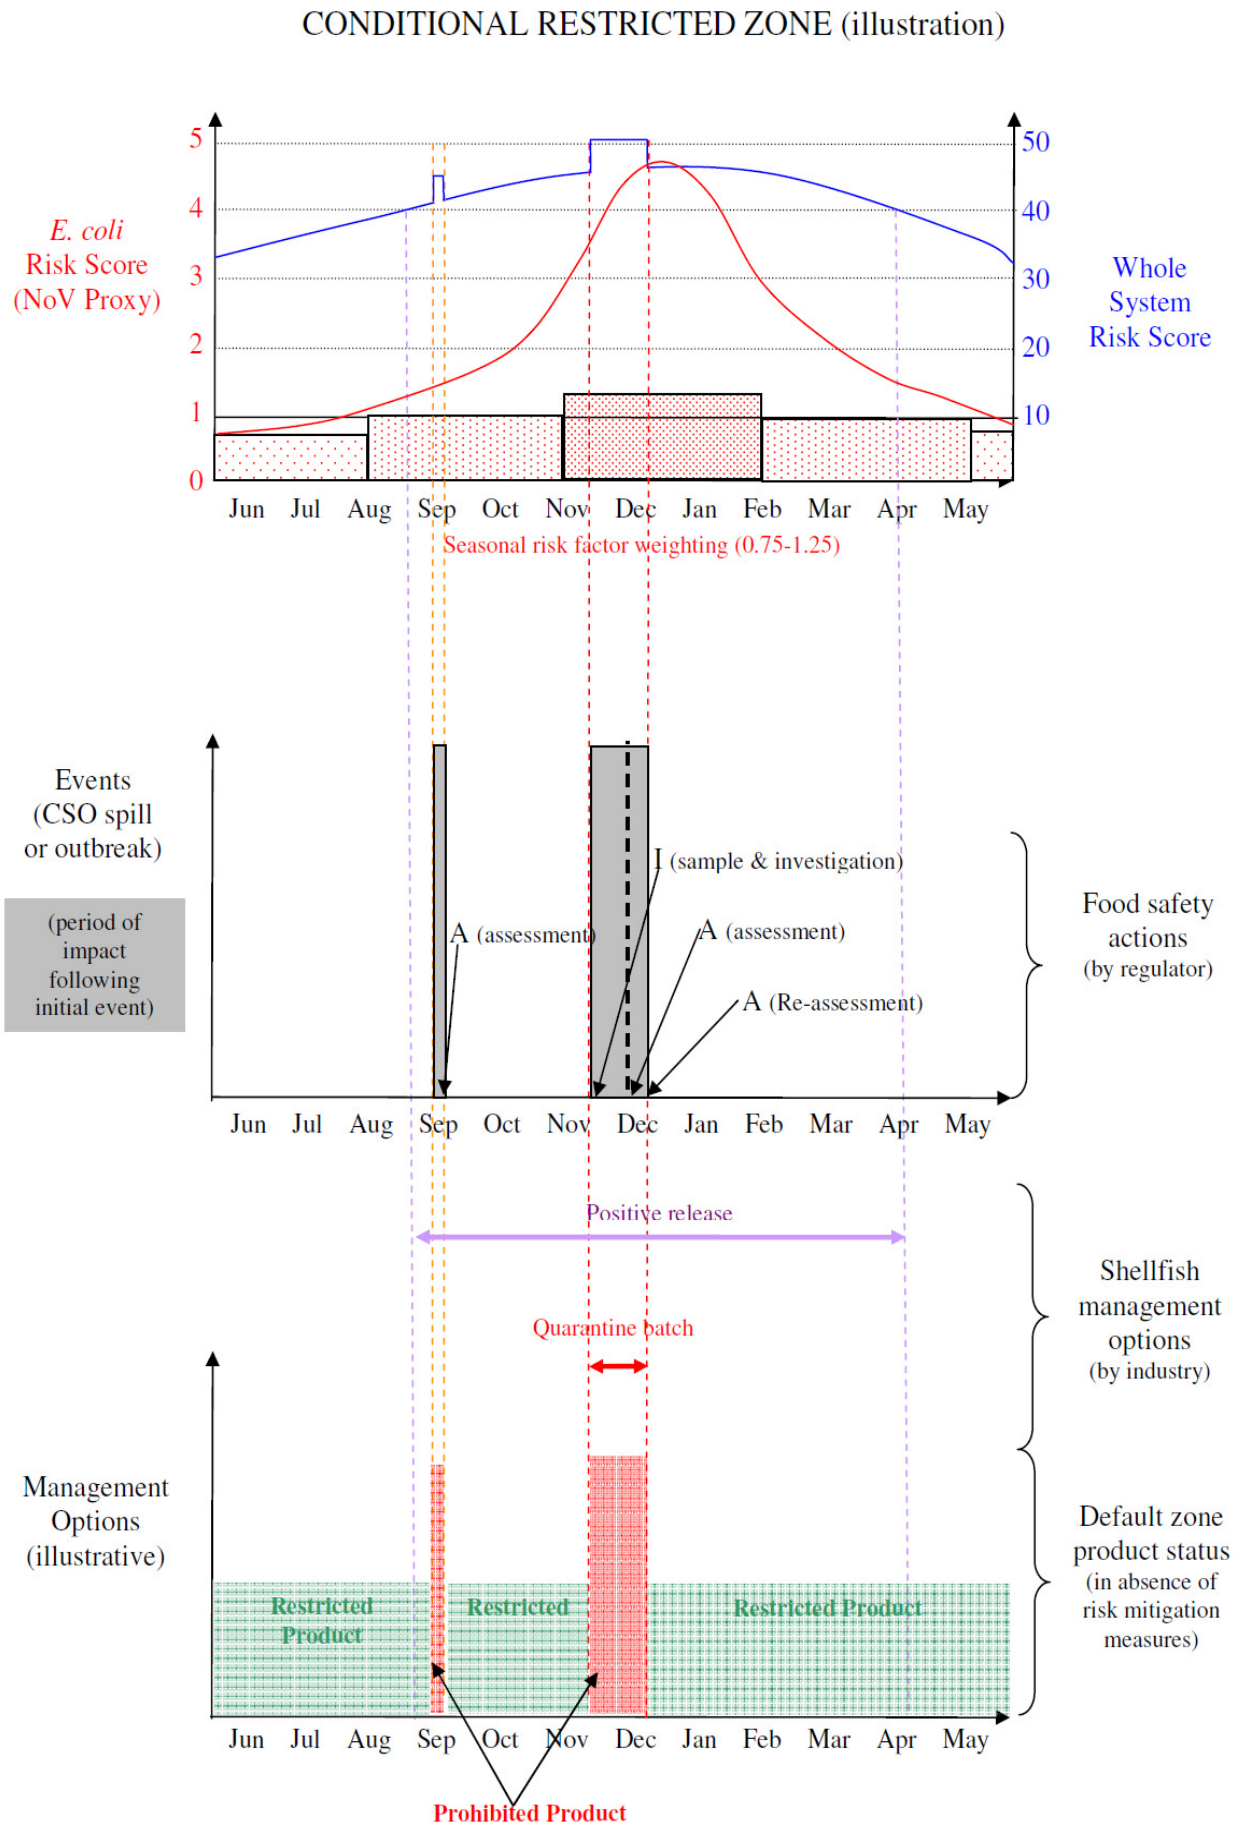 CONDITIONAL RESTRICTED ZONE (illustration)
5
4
3
2
1
0
E. coli
Risk Score
(NoV Proxy)
50
40
30
20
10
Whole
System
Risk Score
Jun Jul Aug Sep Oct Nov Dec Jan Feb Mar Apr May
Seasonal risk factor weighting (0.75-1.25)
Events
(CSO spill
or outbreak)
(period of
impact
following
initial event)
I (sample & investigation)
A (assessment)
A (assessment)
A (Re-assessment)
Food safety
actions
(by regulator)
Jun Jul Aug Sep Oct Nov Dec Jan Feb Mar Apr May
Positive release
Quarantine batch
Shellfish
management
options
(by industry)
Management
Options
(illustrative)
Restricted
Product
Restricted
Restricted Product
Default zone
product status
(in absence of
risk mitigation
measures)
Jun Jul Aug Sep Oct Nov Dec Jan Feb Mar Apr May
Prohibited Product